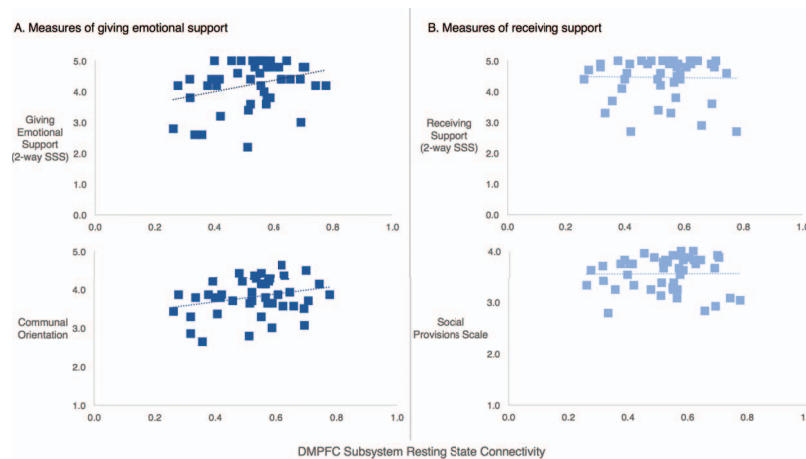 A. Measures of giving emotional support
B. Measures of receiving support
5.0
4.0
3.0
2.0
1.0
0.0
Giving
Emotional
Support
(2-way SSS)
0.0 0.2 0.4 0.6 0.8 1.0
5.0
4.0
3.0
2.0
1.0
0.0
Receiving
Support
(2-way SSS)
0.0 0.2 0.4 0.6 0.8 1.0
5.0
4.0
3.0
2.0
1.0
Communal
Orientation
0.0 0.2 0.4 0.6 0.8 1.0
4.0
3.0
2.0
1.0
Social
Provisions Scale
0.0 0.2 0.4 0.6 0.8
DMPFC Subsystem Resting State Connectivity